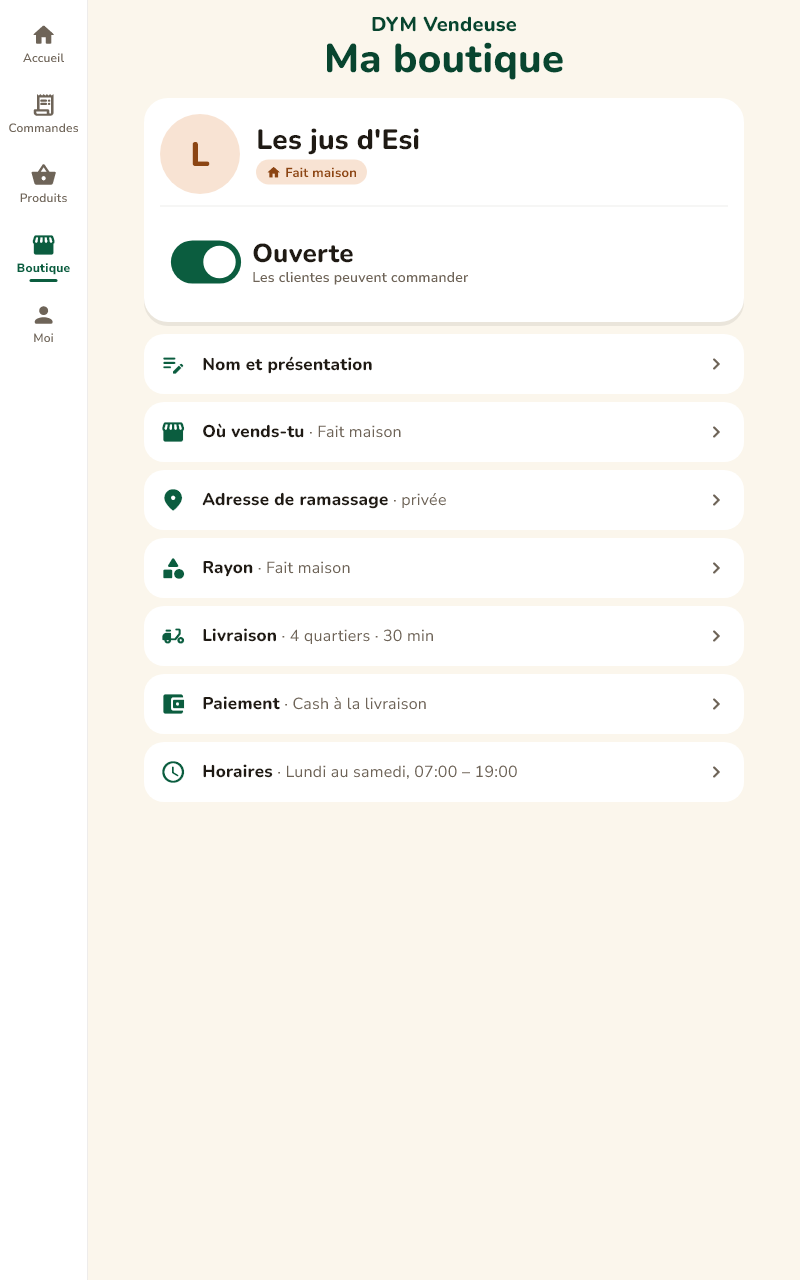 DYM Vendeuse
Ma boutique
Accueil
Commandes
Produits
Boutique
Moi
L
Les jus d'Esi
Fait maison
Ouverte
Les clientes peuvent commander
Nom et présentation
Où vends-tu · Fait maison
Adresse de ramassage · privée
Rayon · Fait maison
Livraison · 4 quartiers · 30 min
Paiement · Cash à la livraison
Horaires · Lundi au samedi, 07:00 – 19:00